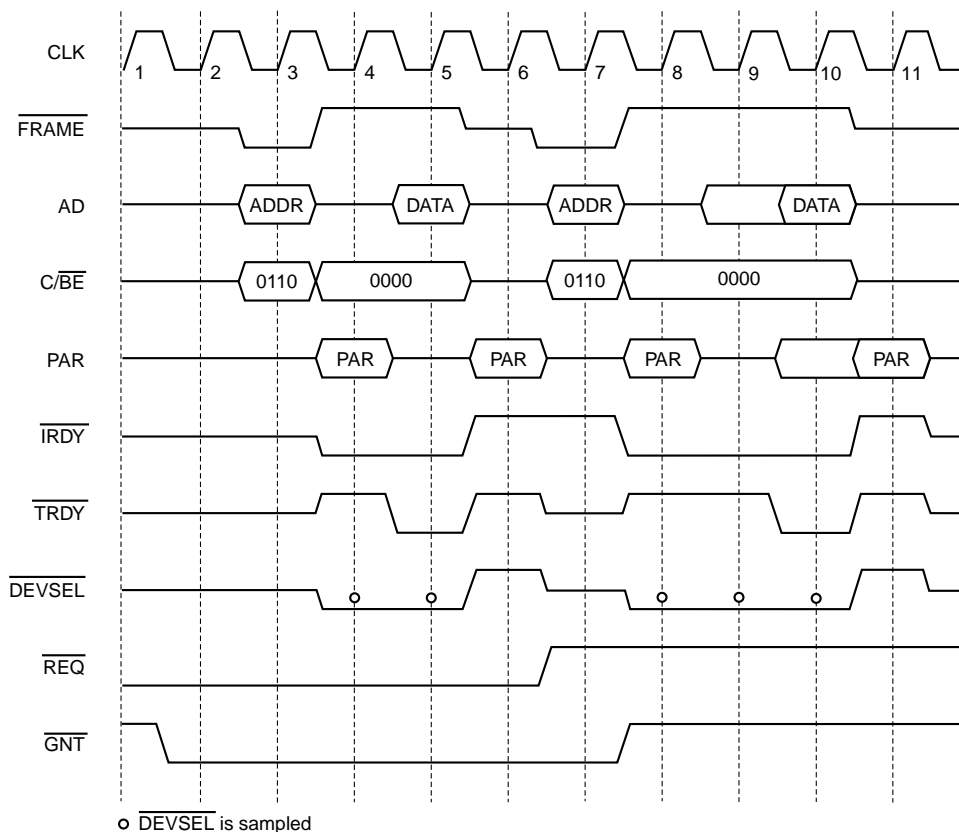 CLK
1 2 3 4 5 6 7 8 9 10 11
FRAME
AD ADDR DATA ADDR DATA
C/BE 0110 0000 0110 0000
PAR PAR PAR PAR PAR
IRDY
TRDY
DEVSEL
REQ
GNT
DEVSEL is sampled